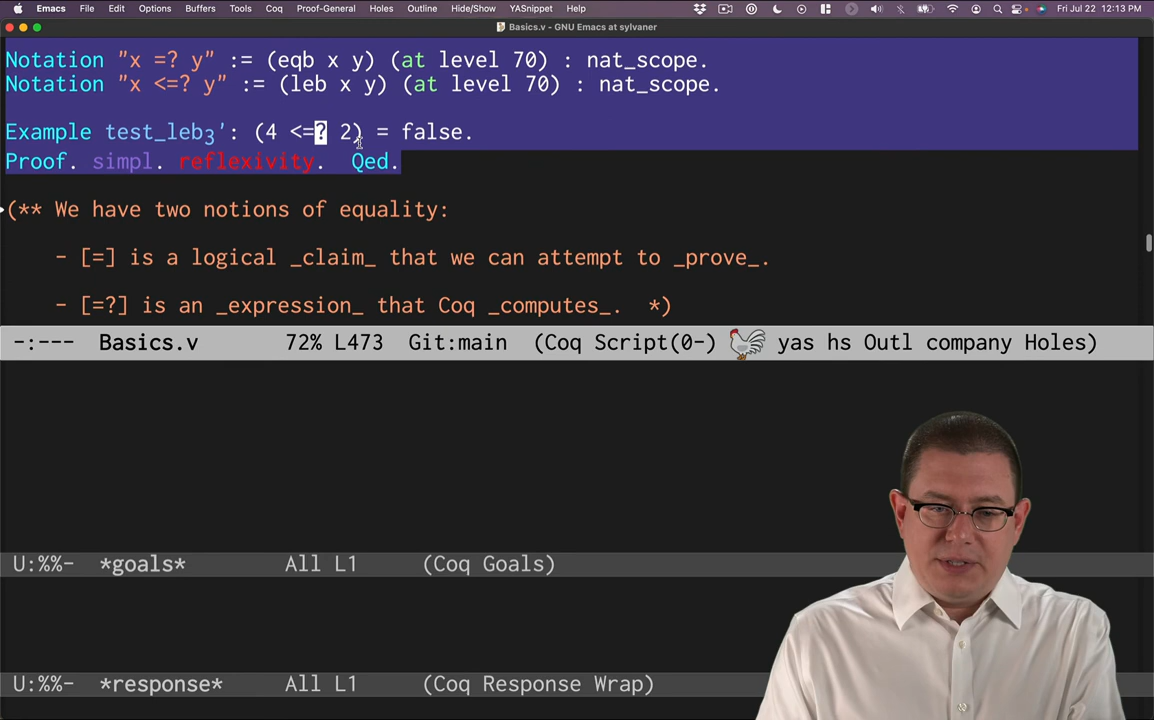 Emacs File Edit Options Buffers Tools Coq Proof-General Holes Outline Hide/Show YASnippet Help Fri Jul 22 12:13 PM
Basics.v - GNU Emacs at sylvaner
Notation "x =? y" := (eqb x y) (at level 70) : nat_scope.
Notation "x <=? y" := (leb x y) (at level 70) : nat_scope.
Example test_leb3': (4 <=? 2) = false.
Proof. simpl. reflexivity. Qed.
(** We have two notions of equality:
- [=] is a logical _claim_ that we can attempt to _prove_.
- [=?] is an _expression_ that Coq _computes_. *)
-:--- Basics.v 72% L473 Git:main (Coq Script(0-) yas hs Outl company Holes)
U:%%- *goals* All L1 (Coq Goals)
U:%%- *response* All L1 (Coq Response Wrap)